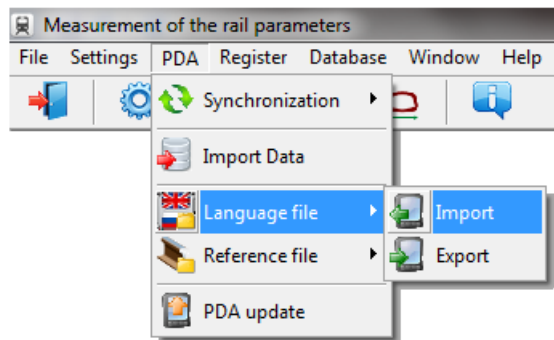 Measurement of the rail parameters
File Settings PDA Register Database Window Help
Synchronization
Import Data
Language file
Import
Reference file
Export
PDA update